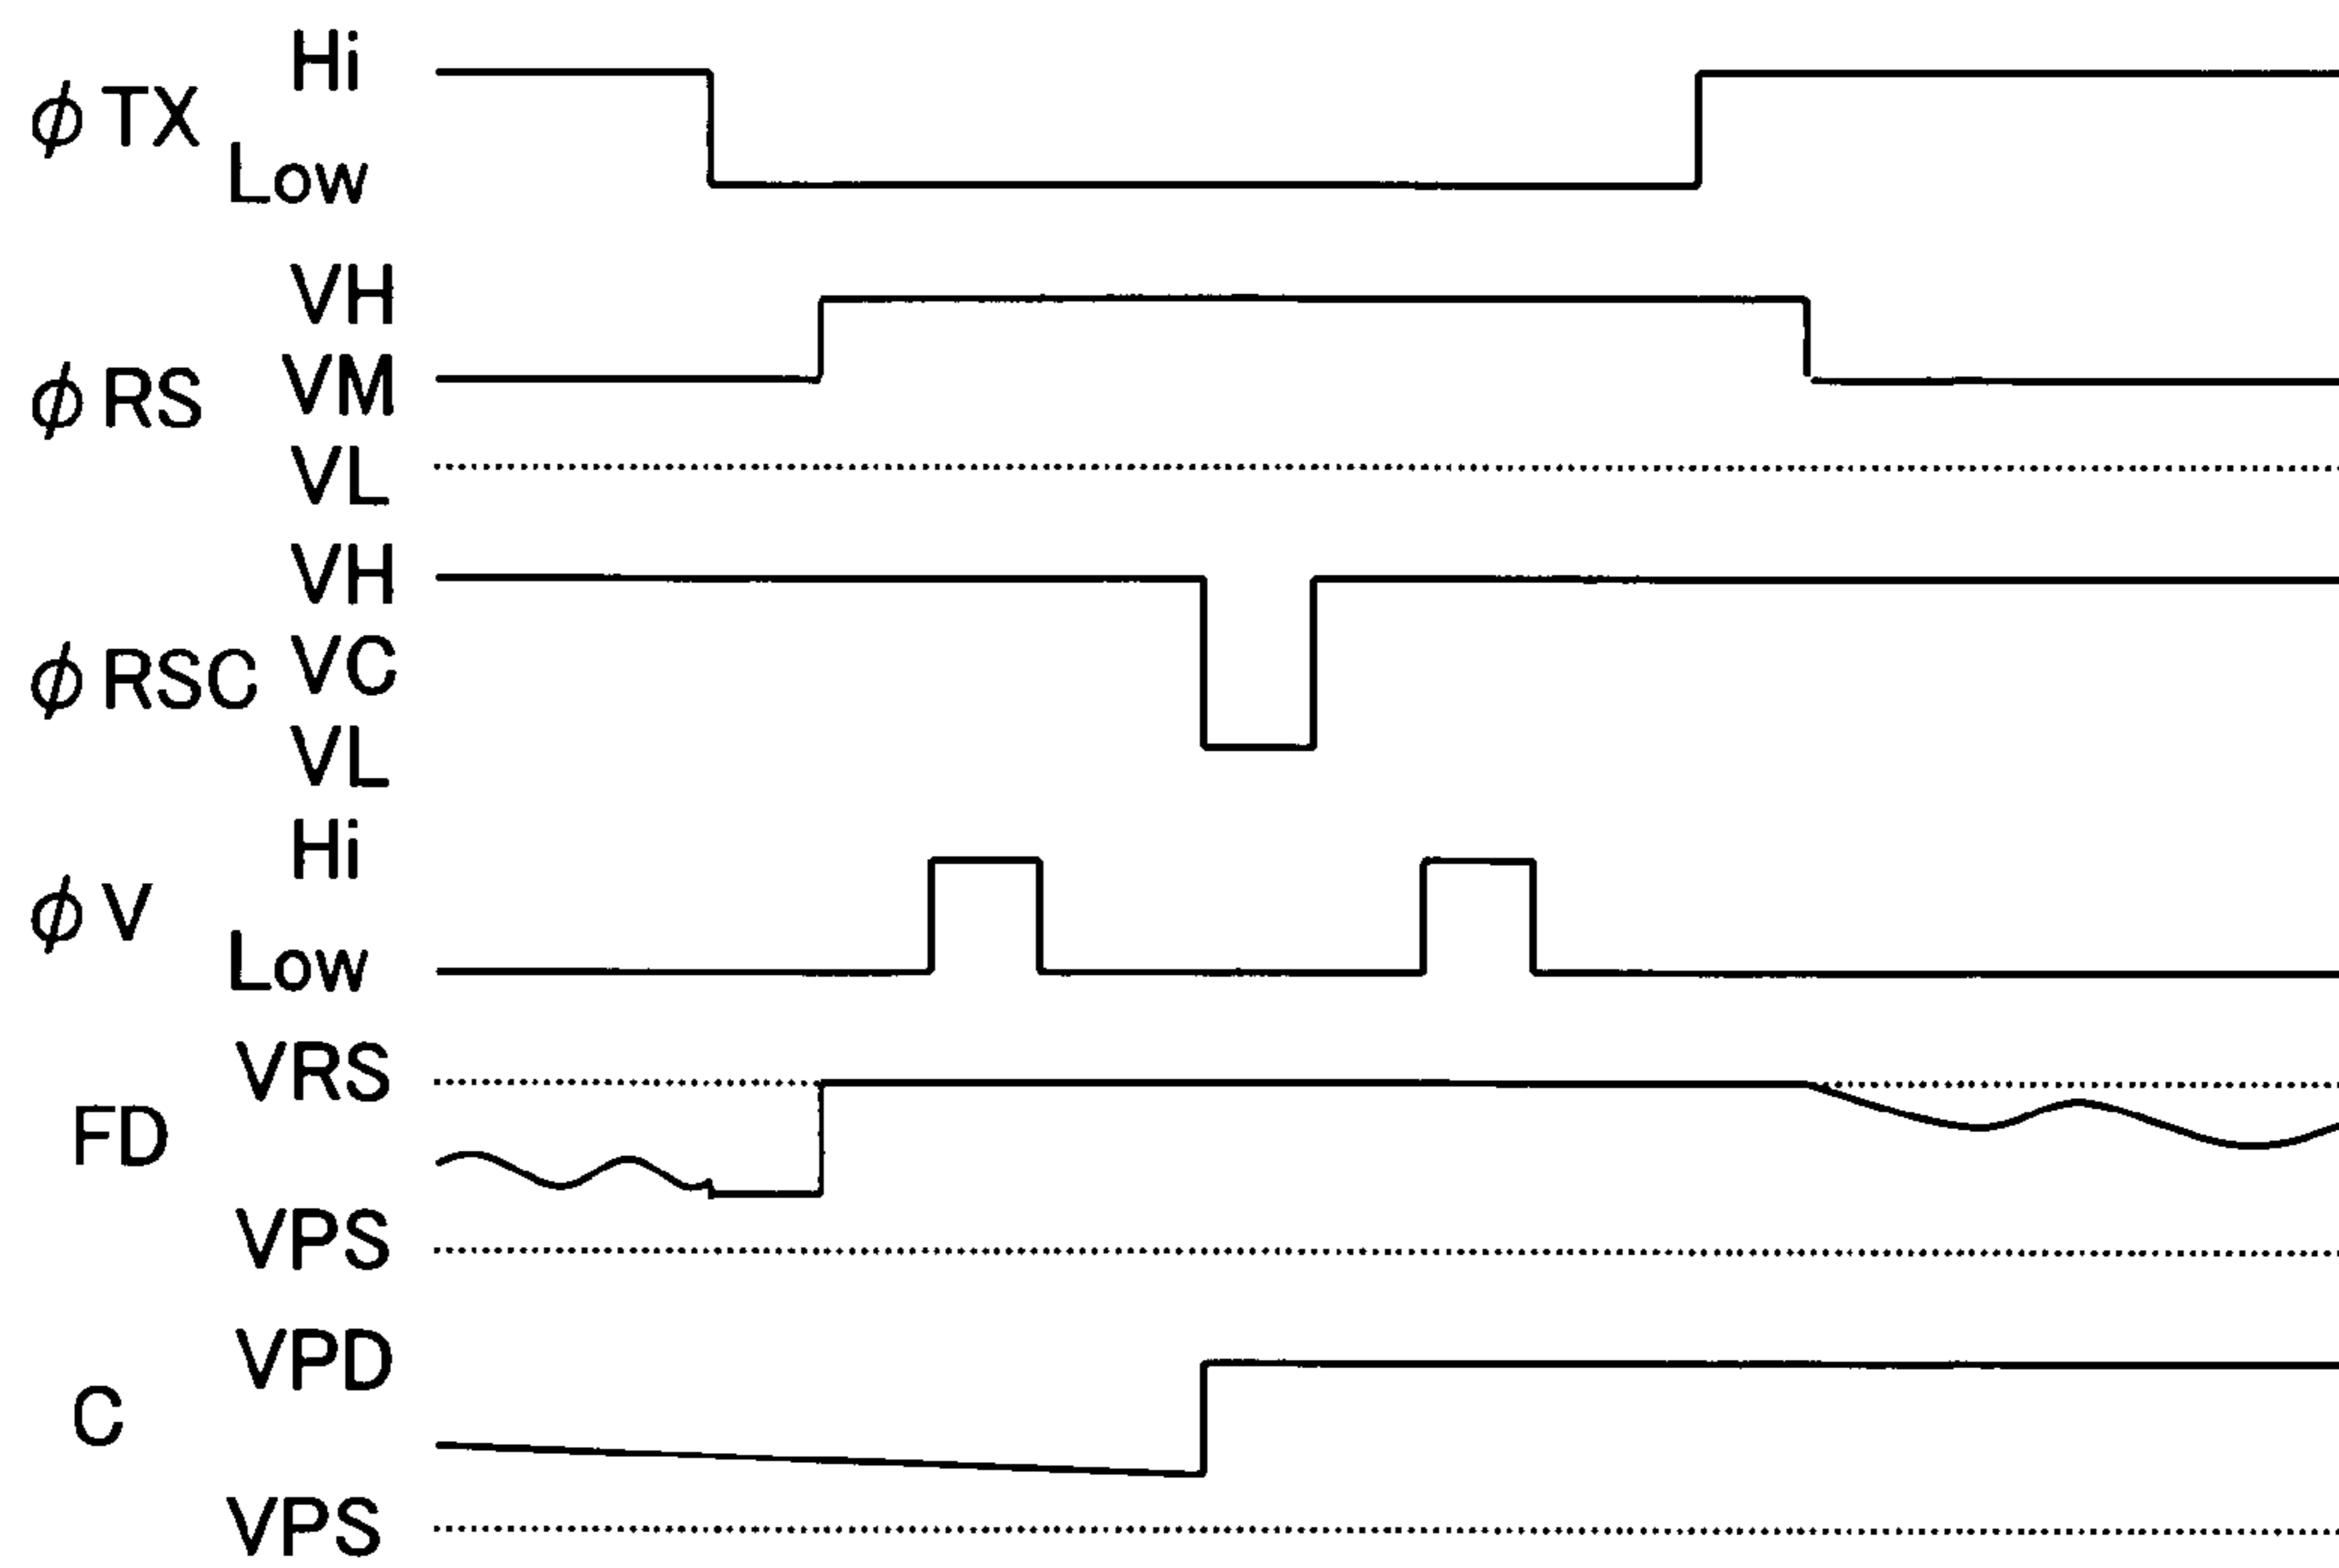 Hi
ϕTX
Low
VH
ϕRS VM
VL
VH
ϕRSC VC
VL
Hi
ϕV
Low
VRS
FD
VPS
VPD
C
VPS